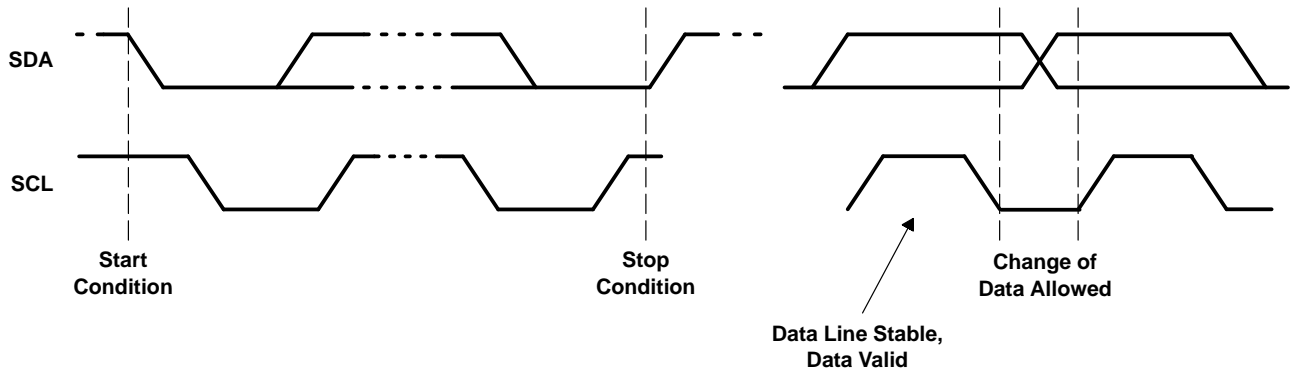 SDA
SCL
Start
Condition
Stop
Condition
Change of
Data Allowed
Data Line Stable,
Data Valid